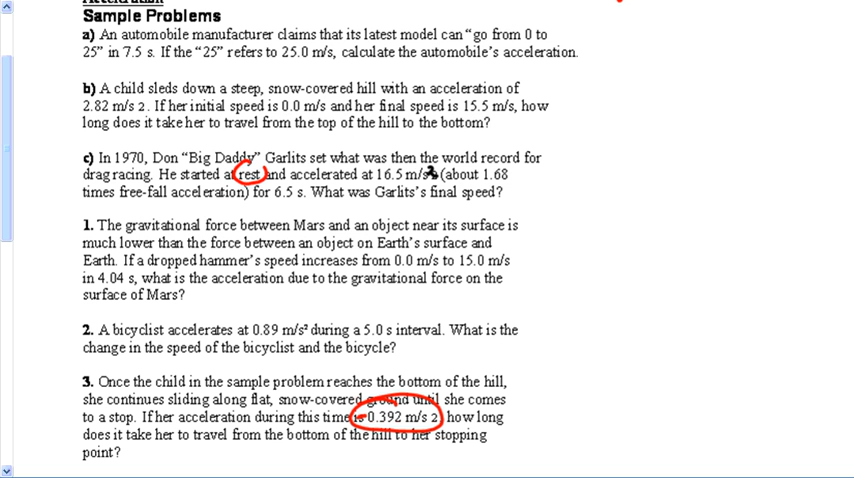 Acceleration
Sample Problems
a) An automobile manufacturer claims that its latest model can “go from 0 to
25” in 7.5 s. If the “25” refers to 25.0 m/s, calculate the automobile’s acceleration.
b) A child sleds down a steep, snow-covered hill with an acceleration of
2.82 m/s 2. If her initial speed is 0.0 m/s and her final speed is 15.5 m/s, how
long does it take her to travel from the top of the hill to the bottom?
c) In 1970, Don “Big Daddy” Garlits set what was then the world record for
drag racing. He started at rest and accelerated at 16.5 m/s2 (about 1.68
times free-fall acceleration) for 6.5 s. What was Garlits’s final speed?
1. The gravitational force between Mars and an object near its surface is
much lower than the force between an object on Earth’s surface and
Earth. If a dropped hammer’s speed increases from 0.0 m/s to 15.0 m/s
in 4.04 s, what is the acceleration due to the gravitational force on the
surface of Mars?
2. A bicyclist accelerates at 0.89 m/s² during a 5.0 s interval. What is the
change in the speed of the bicyclist and the bicycle?
3. Once the child in the sample problem reaches the bottom of the hill,
she continues sliding along flat, snow-covered ground until she comes
to a stop. If her acceleration during this time is -0.392 m/s 2, how long
does it take her to travel from the bottom of the hill to her stopping
point?